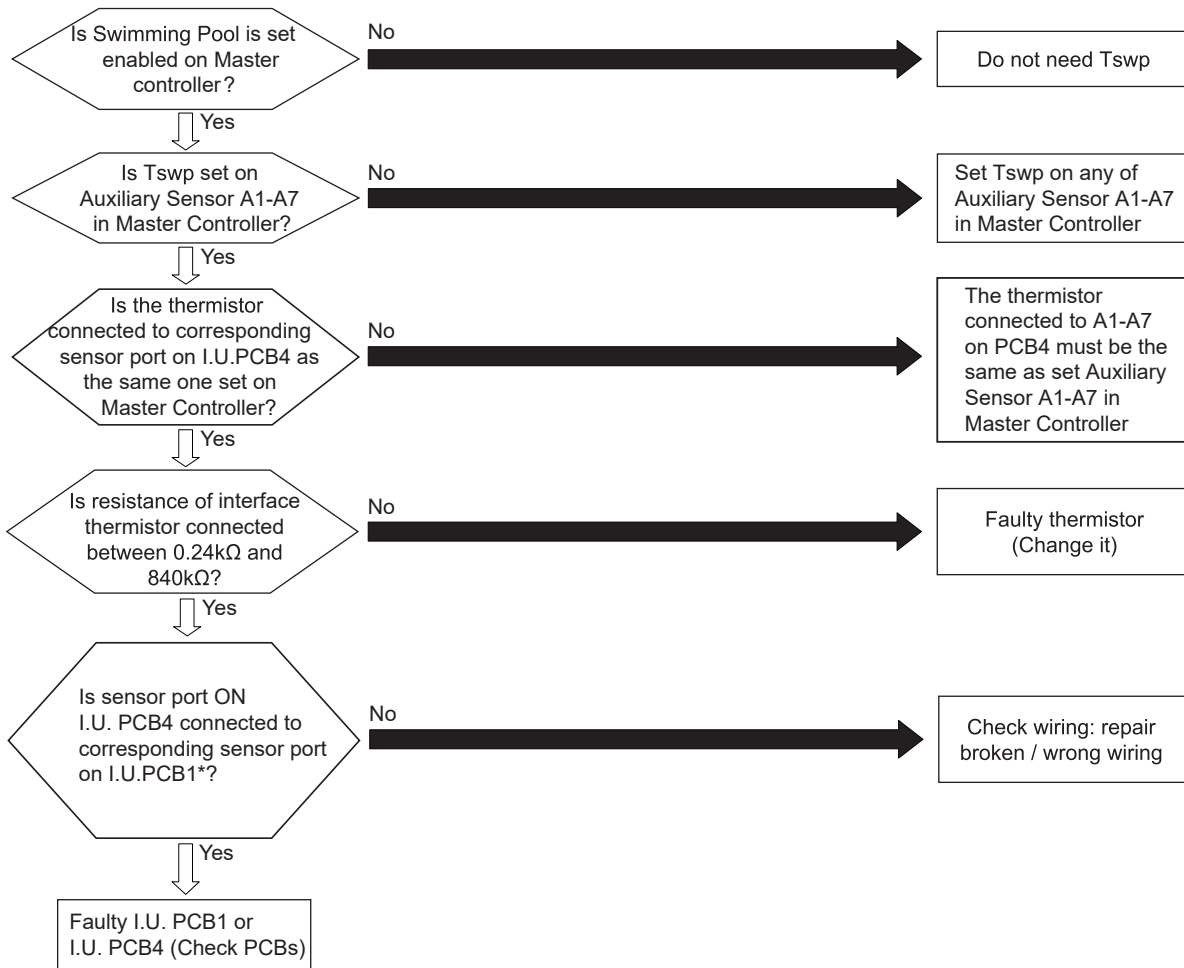 Is Swimming Pool is set
enabled on Master
controller?
No
Do not need Tswp
Yes
Is Tswp set on
Auxiliary Sensor A1-A7
in Master Controller?
No
Set Tswp on any of
Auxiliary Sensor A1-A7
in Master Controller
Yes
Is the thermistor
connected to corresponding
sensor port on I.U.PCB4 as
the same one set on
Master Controller?
No
The thermistor
connected to A1-A7
on PCB4 must be the
same as set Auxiliary
Sensor A1-A7 in
Master Controller
Yes
Is resistance of interface
thermistor connected
between 0.24kΩ and
840kΩ?
No
Faulty thermistor
(Change it)
Yes
Is sensor port ON
I.U. PCB4 connected to
corresponding sensor port
on I.U.PCB1*?
No
Check wiring: repair
broken / wrong wiring
Yes
Faulty I.U. PCB1 or
I.U. PCB4 (Check PCBs)